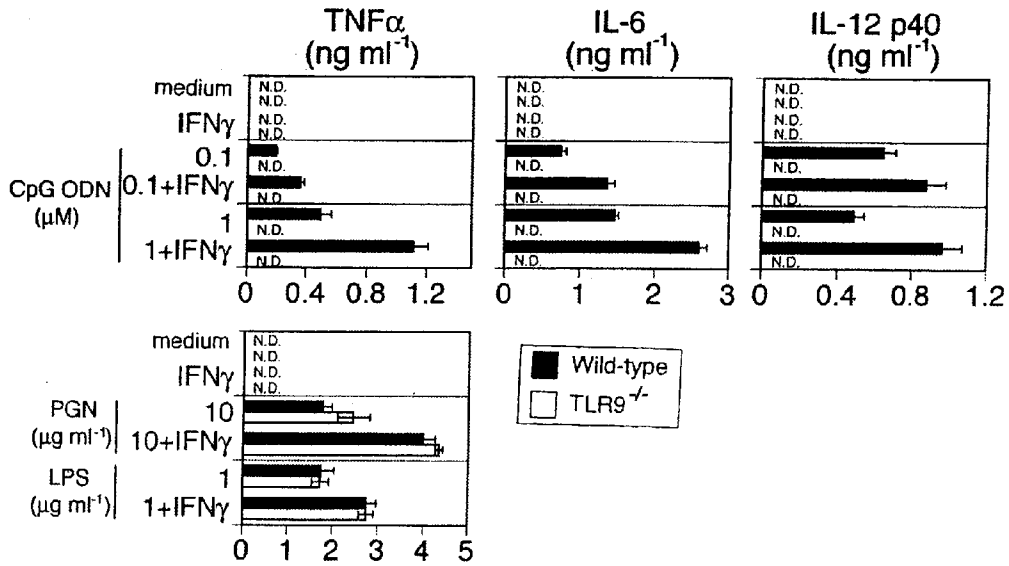 TNFα
(ng ml⁻¹)
IL-6
(ng ml⁻¹)
IL-12 p40
(ng ml⁻¹)
medium
N.D. N.D. N.D.
N.D. N.D. N.D.
IFNγ
N.D. N.D. N.D.
N.D. N.D. N.D.
CpG ODN
(μM)
0.1
N.D. N.D. N.D.
0.1+IFNγ
N.D. N.D. N.D.
1
N.D. N.D. N.D.
1+IFNγ
N.D. N.D. N.D.
0 0.4 0.8 1.2
0 1 2 3
0 0.4 0.8 1.2
medium
N.D.
N.D.
IFNγ
N.D.
N.D.
PGN
(μg ml⁻¹)
10
10+IFNγ
LPS
(μg ml⁻¹)
1
1+IFNγ
0 1 2 3 4 5
Wild-type
TLR9⁻/⁻